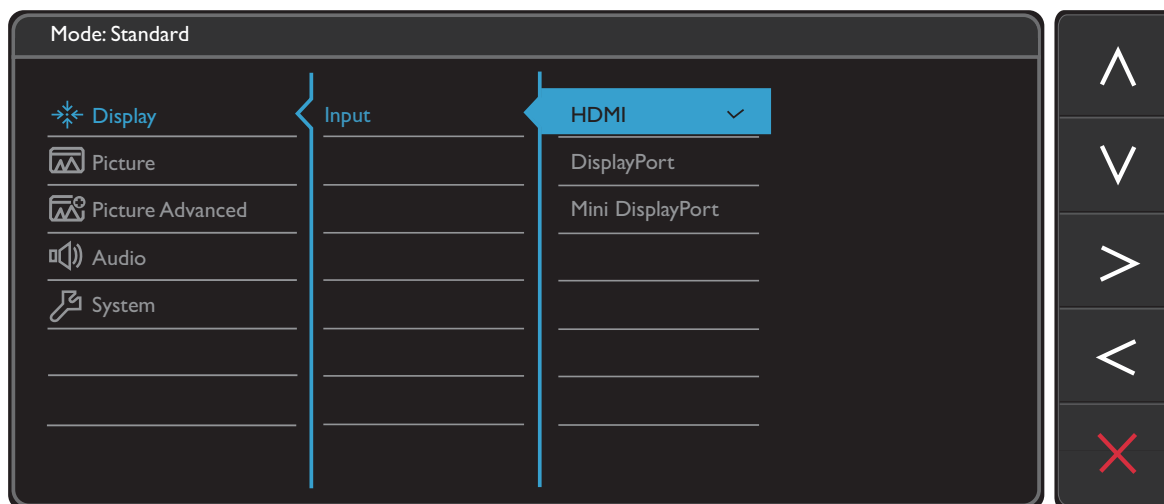 Mode: Standard
Display
Input
HDMI
Picture
DisplayPort
Picture Advanced
Mini DisplayPort
Audio
System